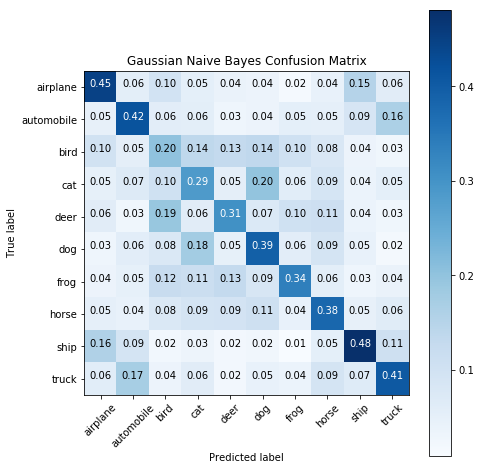 Gaussian Naive Bayes Confusion Matrix
airplane 0.45 0.06 0.10 0.05 0.04 0.04 0.02 0.04 0.15 0.06
automobile 0.05 0.42 0.06 0.06 0.03 0.04 0.05 0.05 0.09 0.16
bird 0.10 0.05 0.20 0.14 0.13 0.14 0.10 0.08 0.04 0.03
cat 0.05 0.07 0.10 0.29 0.05 0.20 0.06 0.09 0.04 0.05
deer 0.06 0.03 0.19 0.06 0.31 0.07 0.10 0.11 0.04 0.03
dog 0.03 0.06 0.08 0.18 0.05 0.39 0.06 0.09 0.05 0.02
frog 0.04 0.05 0.12 0.11 0.13 0.09 0.34 0.06 0.03 0.04
horse 0.05 0.04 0.08 0.09 0.09 0.11 0.04 0.38 0.05 0.06
ship 0.16 0.09 0.02 0.03 0.02 0.02 0.01 0.05 0.48 0.11
truck 0.06 0.17 0.04 0.06 0.02 0.05 0.04 0.09 0.07 0.41
airplane automobile bird cat deer dog frog horse ship truck
Predicted label
True label
0.4
0.3
0.2
0.1